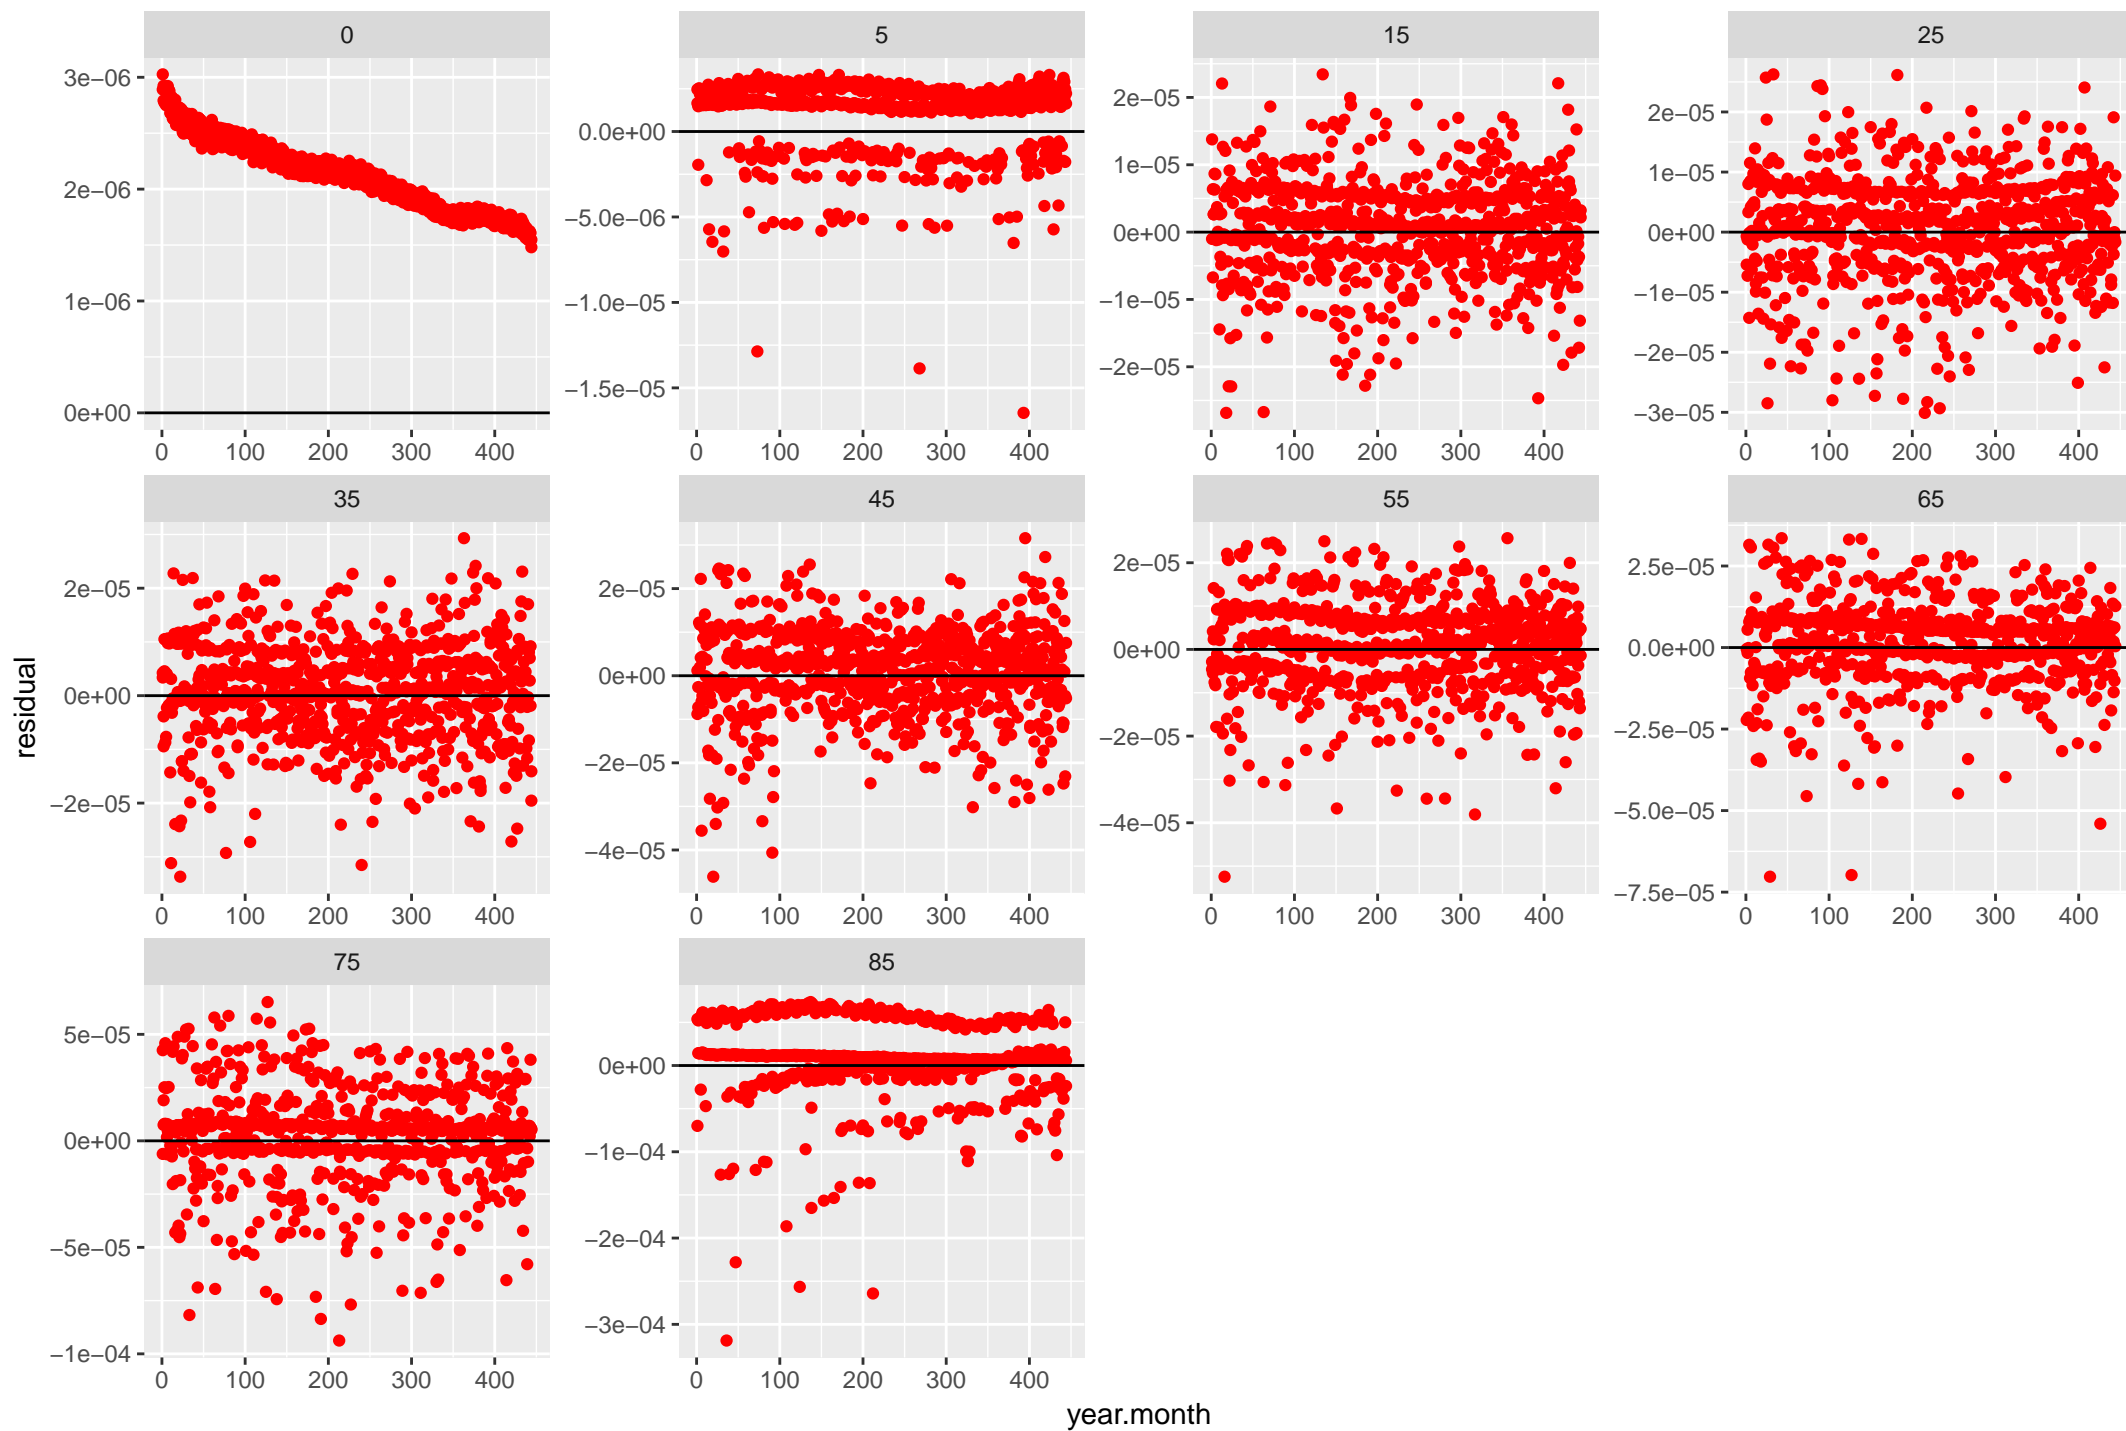 0 5 15 25
3e−06
2e−06
1e−06
0e+00
0.0e+00
−5.0e−06
−1.0e−05
−1.5e−05
2e−05
1e−05
0e+00
−1e−05
−2e−05
2e−05
1e−05
0e+00
−1e−05
−2e−05
−3e−05
0 100 200 300 400 0 100 200 300 400 0 100 200 300 400 0 100 200 300 400
35 45 55 65
2e−05
0e+00
−2e−05
2e−05
0e+00
−2e−05
−4e−05
2e−05
0e+00
−2e−05
−4e−05
2.5e−05
0.0e+00
−2.5e−05
−5.0e−05
−7.5e−05
0 100 200 300 400 0 100 200 300 400 0 100 200 300 400 0 100 200 300 400
75 85
5e−05
0e+00
−5e−05
−1e−04
0e+00
−1e−04
−2e−04
−3e−04
0 100 200 300 400 0 100 200 300 400
residual
year.month